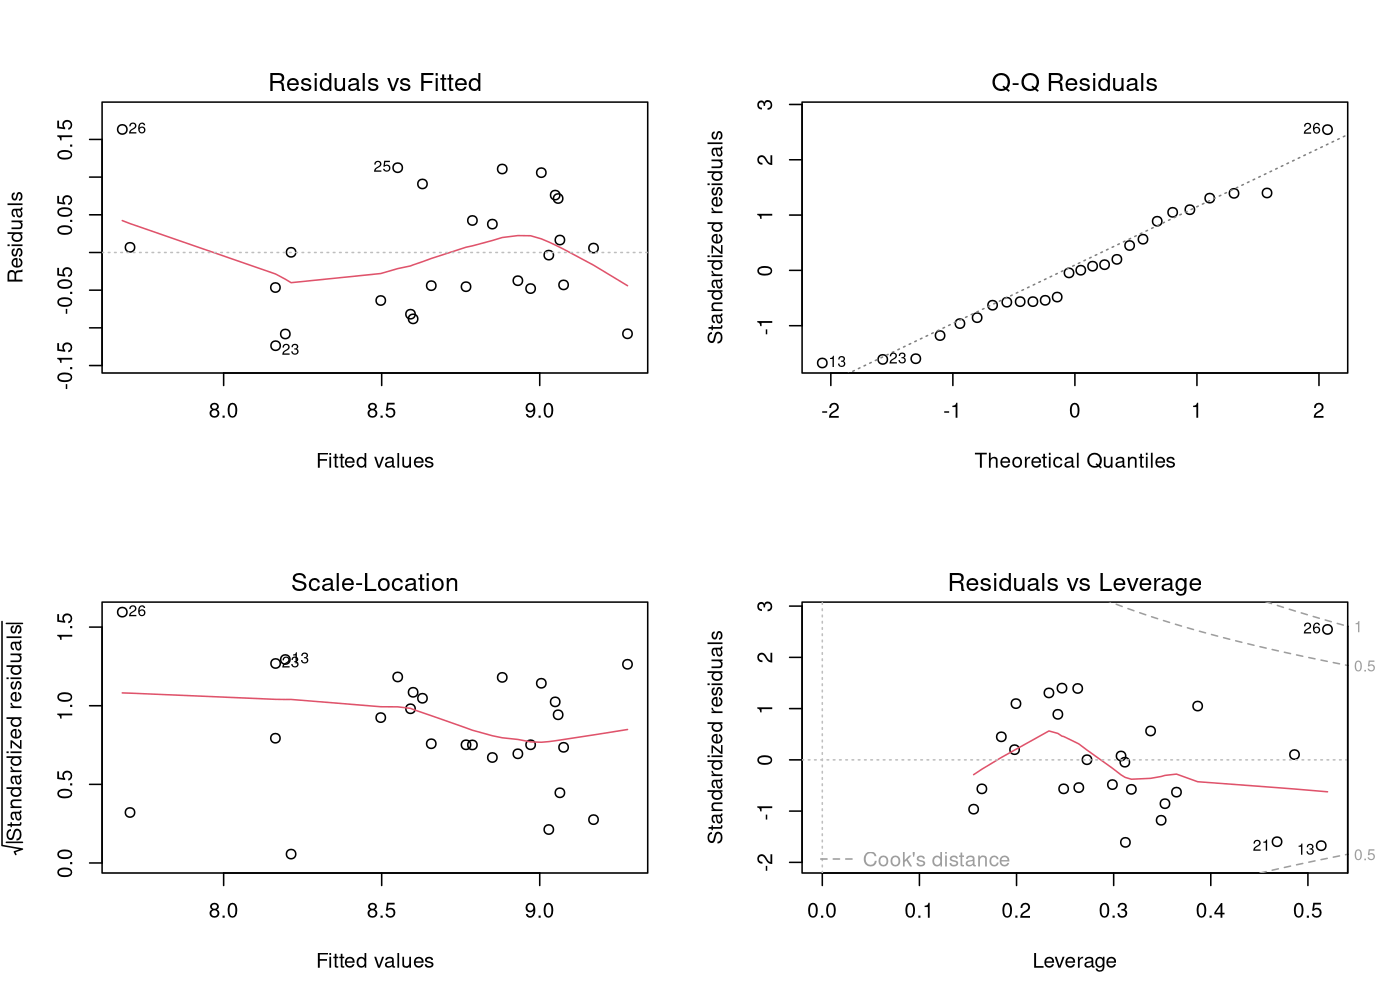 Residuals vs Fitted
Residuals
-0.15
-0.05
0.05
0.15
26
25
23
8.0 8.5 9.0
Fitted values
Q-Q Residuals
Standardized residuals
-1
0
1
2
3
26
13
23
-2 -1 0 1 2
Theoretical Quantiles
Scale-Location
√|Standardized residuals|
0.0
0.5
1.0
1.5
26
13
23
8.0 8.5 9.0
Fitted values
Residuals vs Leverage
Standardized residuals
-2
-1
0
1
2
3
26
1
0.5
21
13
0.5
Cook's distance
0.0 0.1 0.2 0.3 0.4 0.5
Leverage